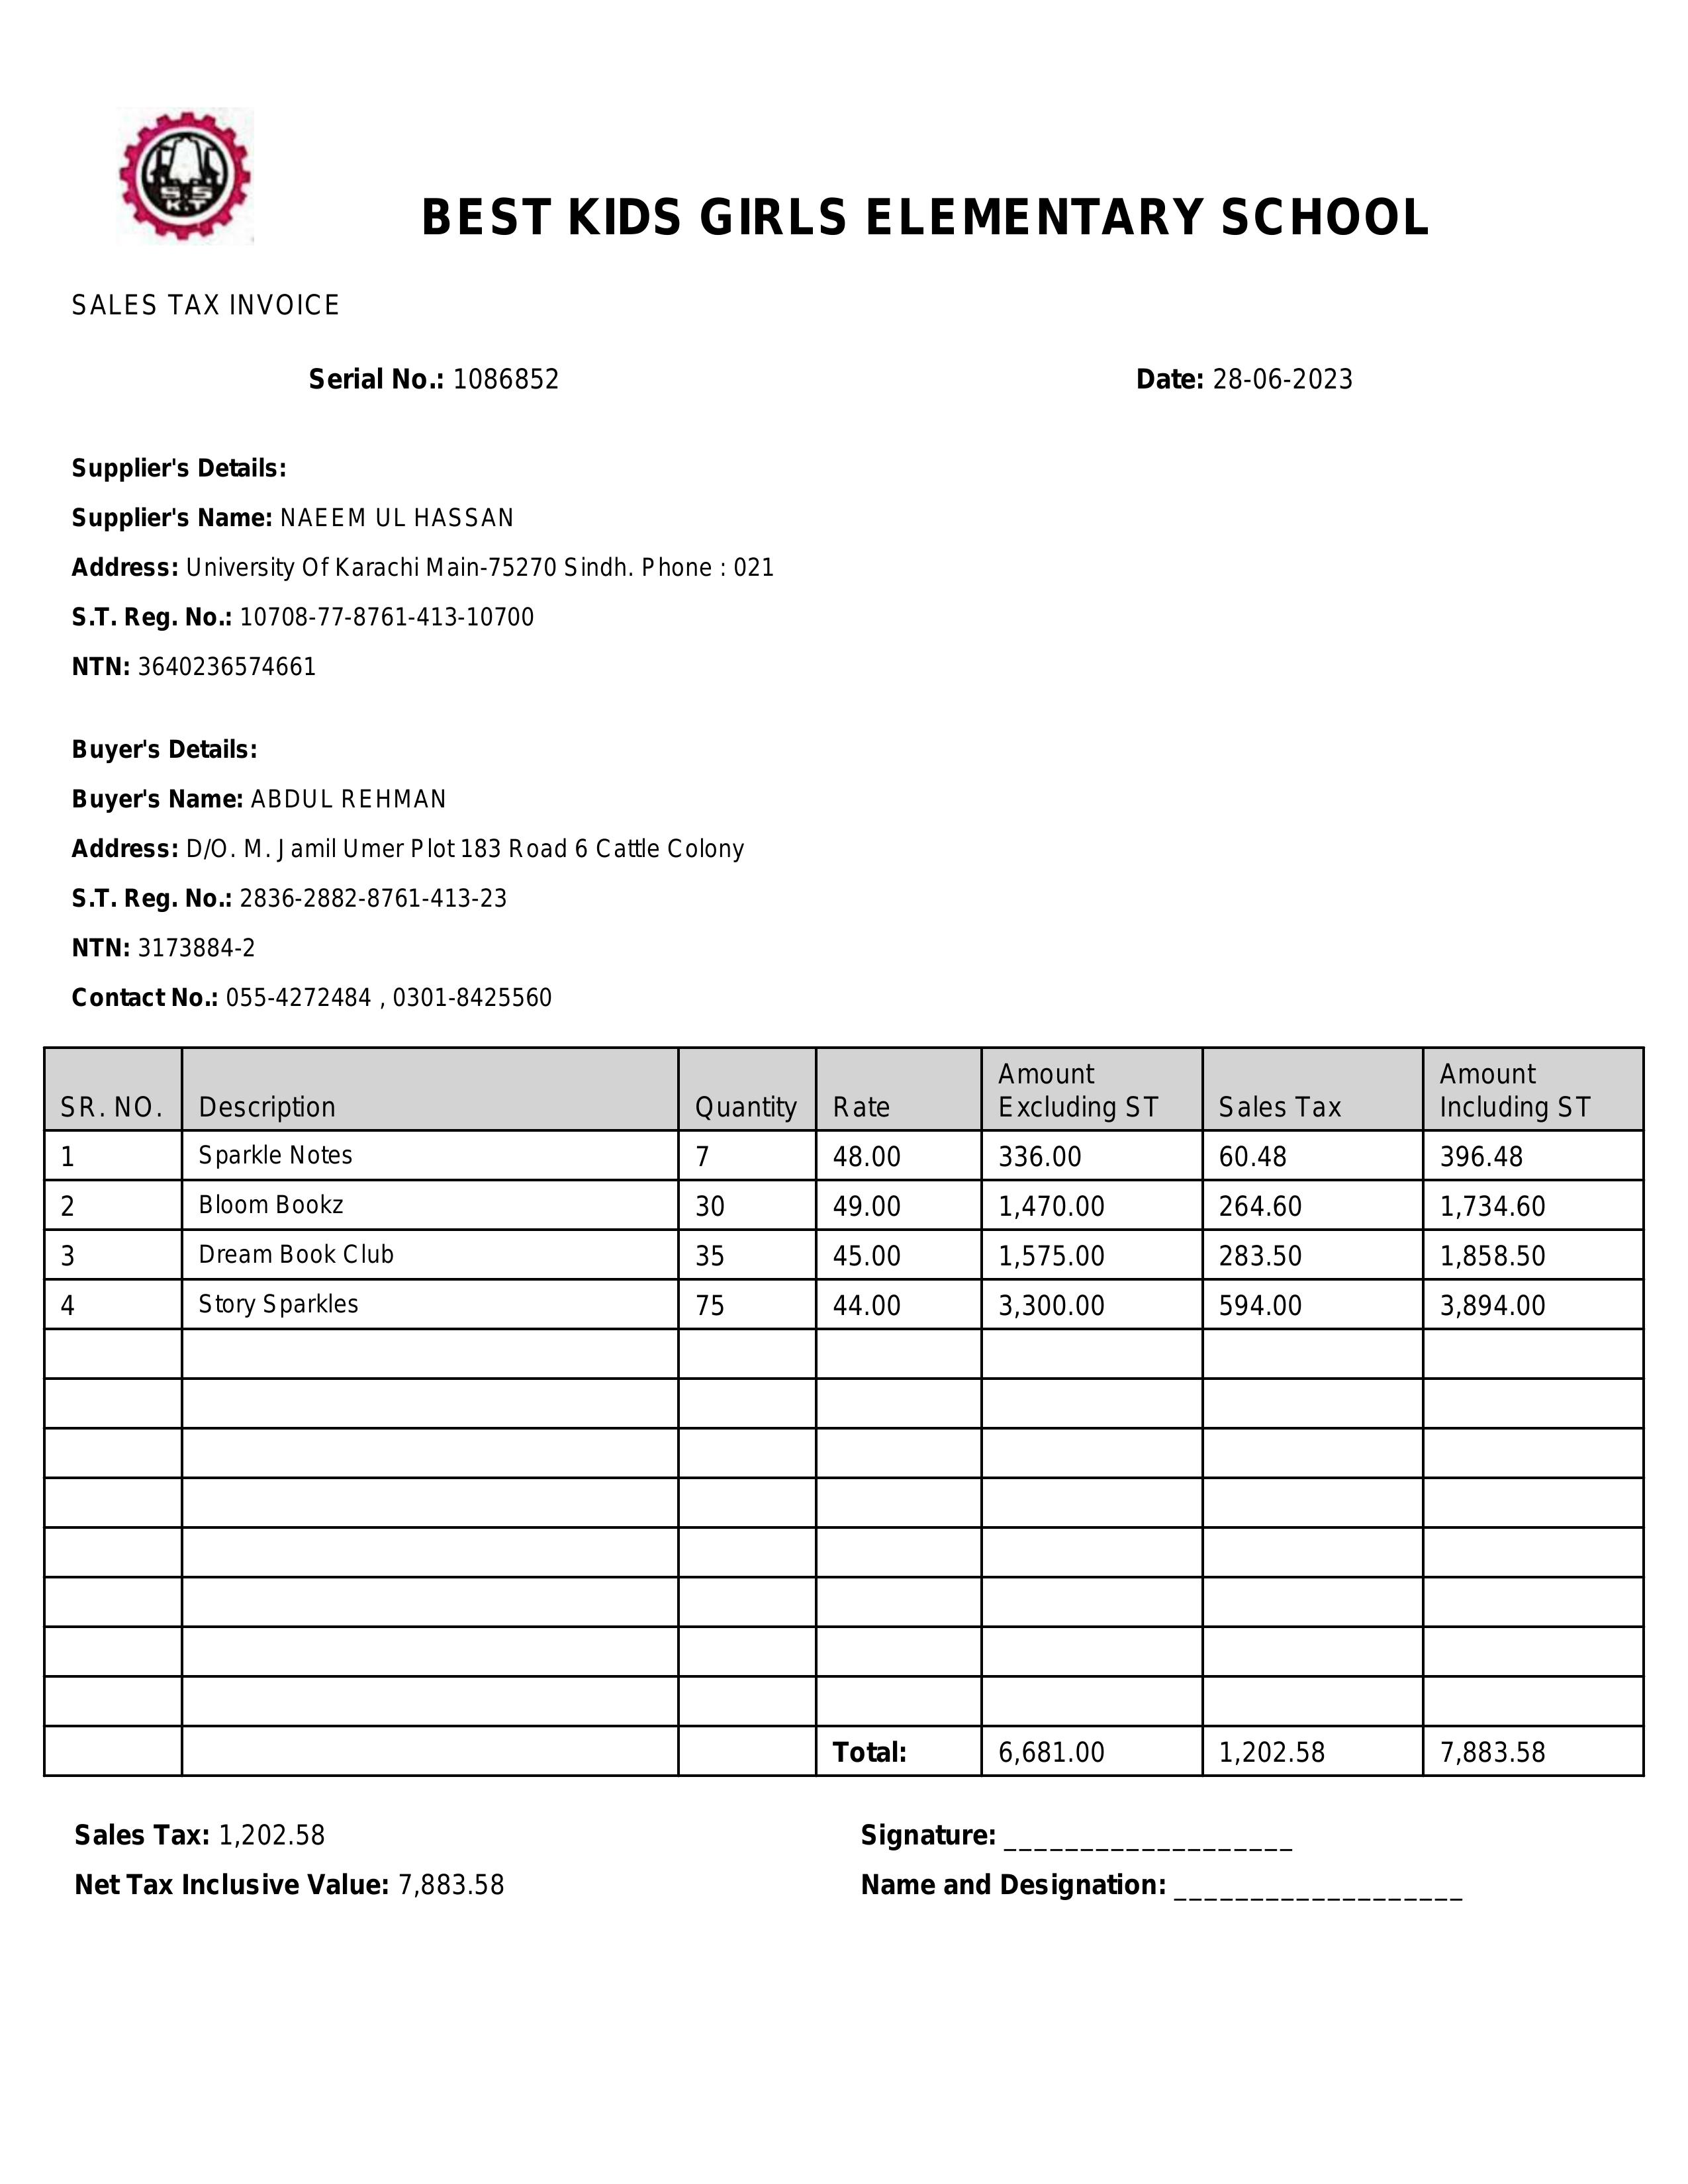 S.S
K.T
BEST KIDS GIRLS ELEMENTARY SCHOOL
SALES TAX INVOICE
Serial No.: 1086852 Date: 28-06-2023
Supplier's Details:
Supplier's Name: NAEEM UL HASSAN
Address: University Of Karachi Main-75270 Sindh. Phone : 021
S.T. Reg. No.: 10708-77-8761-413-10700
NTN: 3640236574661
Buyer's Details:
Buyer's Name: ABDUL REHMAN
Address: D/O. M. Jamil Umer Plot 183 Road 6 Cattle Colony
S.T. Reg. No.: 2836-2882-8761-413-23
NTN: 3173884-2
Contact No.: 055-4272484 , 0301-8425560
SR. NO. Description Quantity Rate Amount Excluding ST Sales Tax Amount Including ST
1 Sparkle Notes 7 48.00 336.00 60.48 396.48
2 Bloom Bookz 30 49.00 1,470.00 264.60 1,734.60
3 Dream Book Club 35 45.00 1,575.00 283.50 1,858.50
4 Story Sparkles 75 44.00 3,300.00 594.00 3,894.00
Total: 6,681.00 1,202.58 7,883.58
Sales Tax: 1,202.58 Signature: ___________________
Net Tax Inclusive Value: 7,883.58 Name and Designation: ___________________